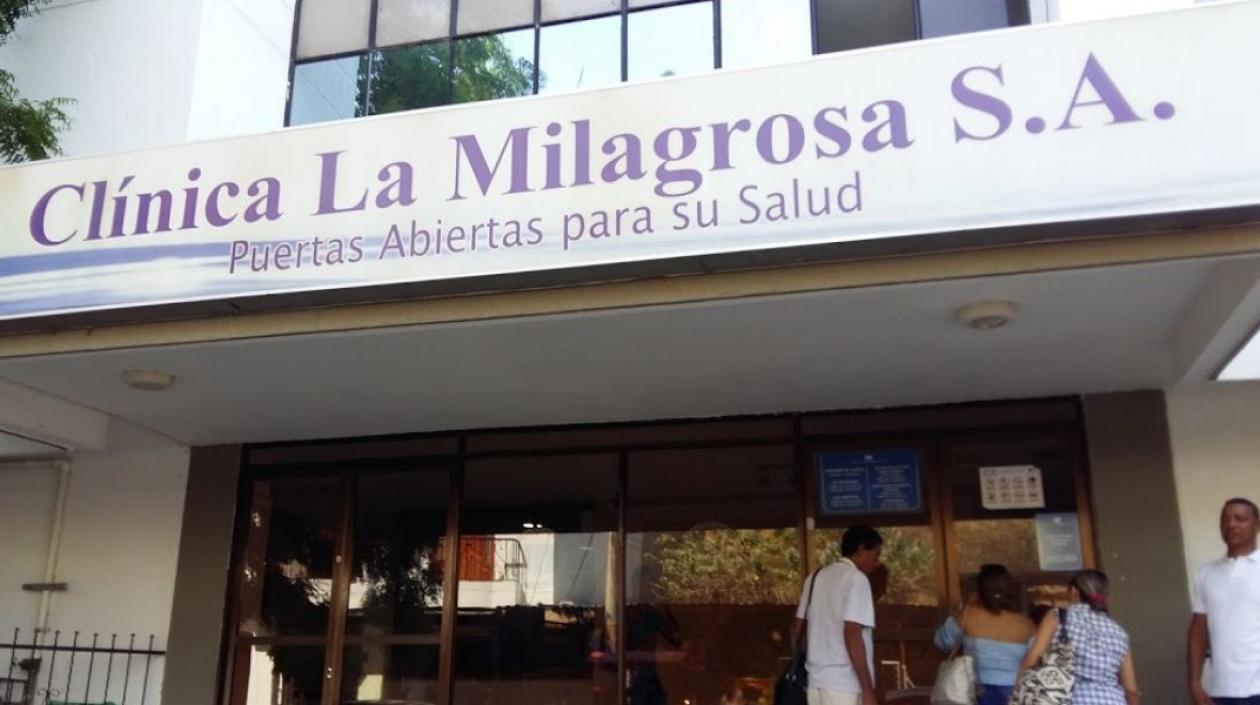 Clínica La Milagrosa S.A.
Puertas Abiertas para su Salud